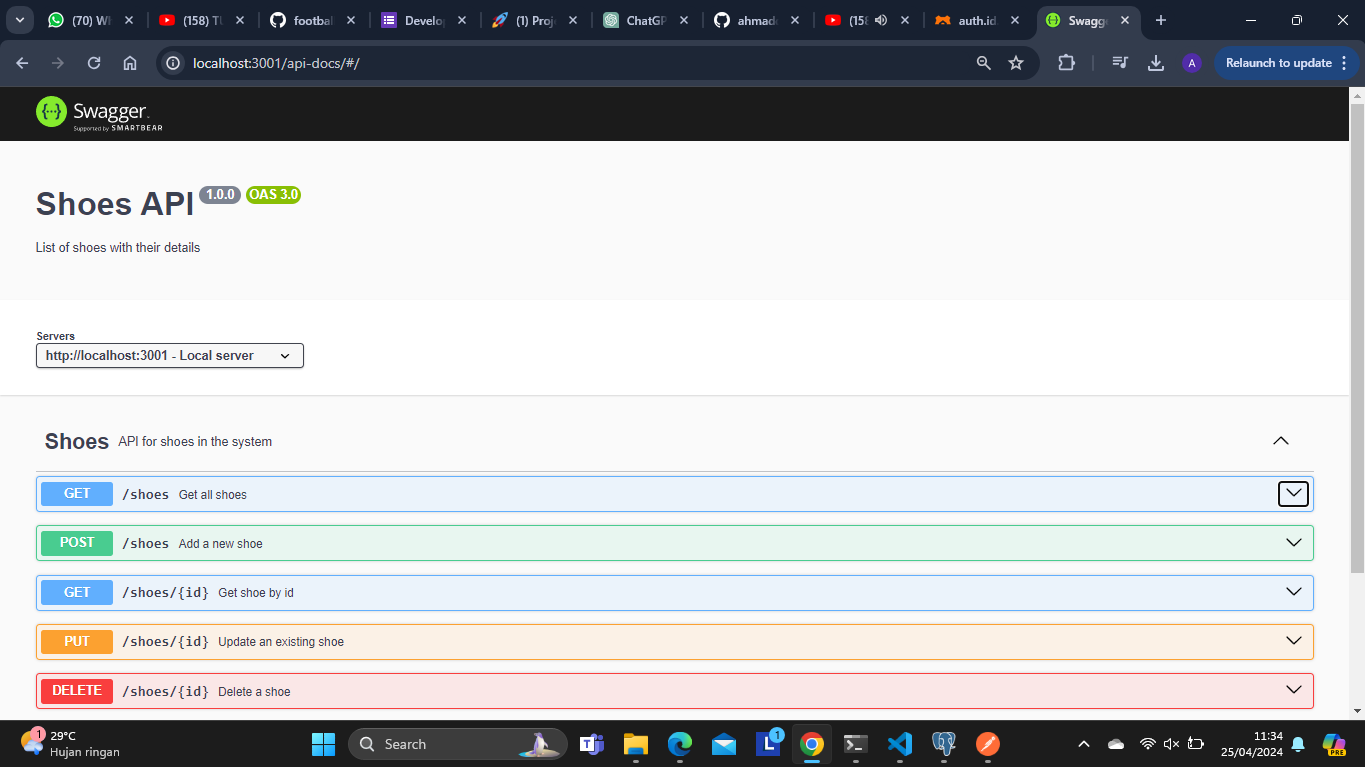 (70) Wh
(158) Tu
footbal
Develop
(1) Proj
ChatGP
ahmad
(158
auth.id
Swagge
localhost:3001/api-docs/#/
A
Relaunch to update
Swagger.
Supported by SMARTBEAR
Shoes API 1.0.0 OAS 3.0
List of shoes with their details
Servers
http://localhost:3001 - Local server
Shoes API for shoes in the system
GET /shoes Get all shoes
POST /shoes Add a new shoe
GET /shoes/{id} Get shoe by id
PUT /shoes/{id} Update an existing shoe
DELETE /shoes/{id} Delete a shoe
1
29°C
Hujan ringan
Search
L
1
PRE
11:34
25/04/2024